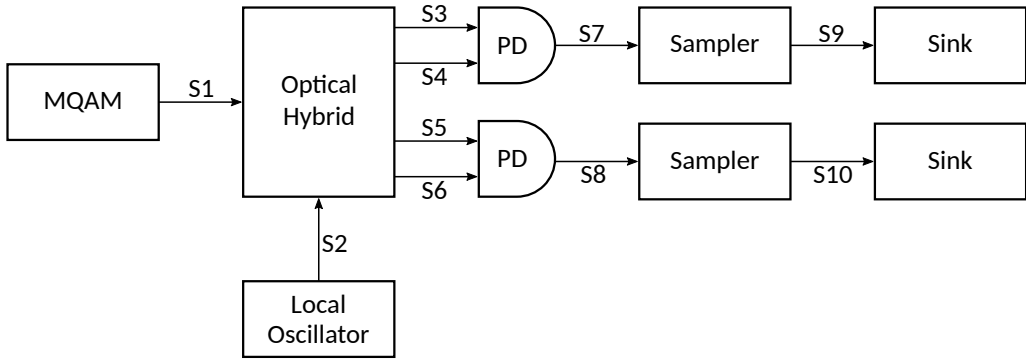 MQAM
S1
Optical
Hybrid
S2
Local
Oscillator
S3
S4
PD
S7
Sampler
S9
Sink
S5
S6
PD
S8
Sampler
S10
Sink